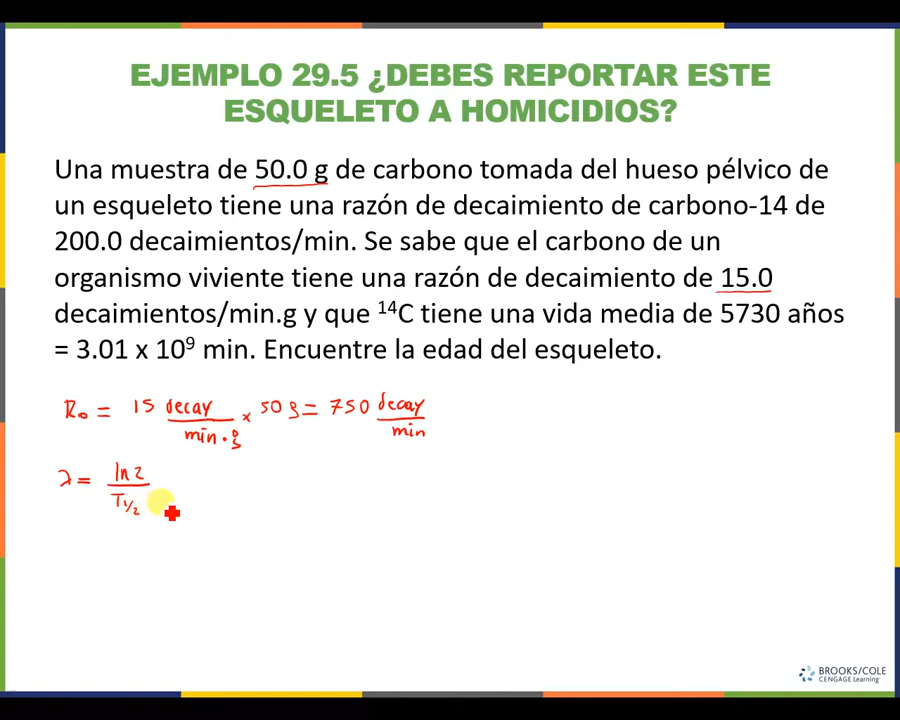 EJEMPLO 29.5 ¿DEBES REPORTAR ESTE
ESQUELETO A HOMICIDIOS?
Una muestra de 50.0 g de carbono tomada del hueso pélvico de
un esqueleto tiene una razón de decaimiento de carbono-14 de
200.0 decaimientos/min. Se sabe que el carbono de un
organismo viviente tiene una razón de decaimiento de 15.0
decaimientos/min.g y que ¹⁴C tiene una vida media de 5730 años
= 3.01 x 10⁹ min. Encuentre la edad del esqueleto.
R₀ = 15 decay / min·g x 50 g = 750 decay / min
λ = ln 2 / T1/2
BROOKS/COLE
CENGAGE Learning